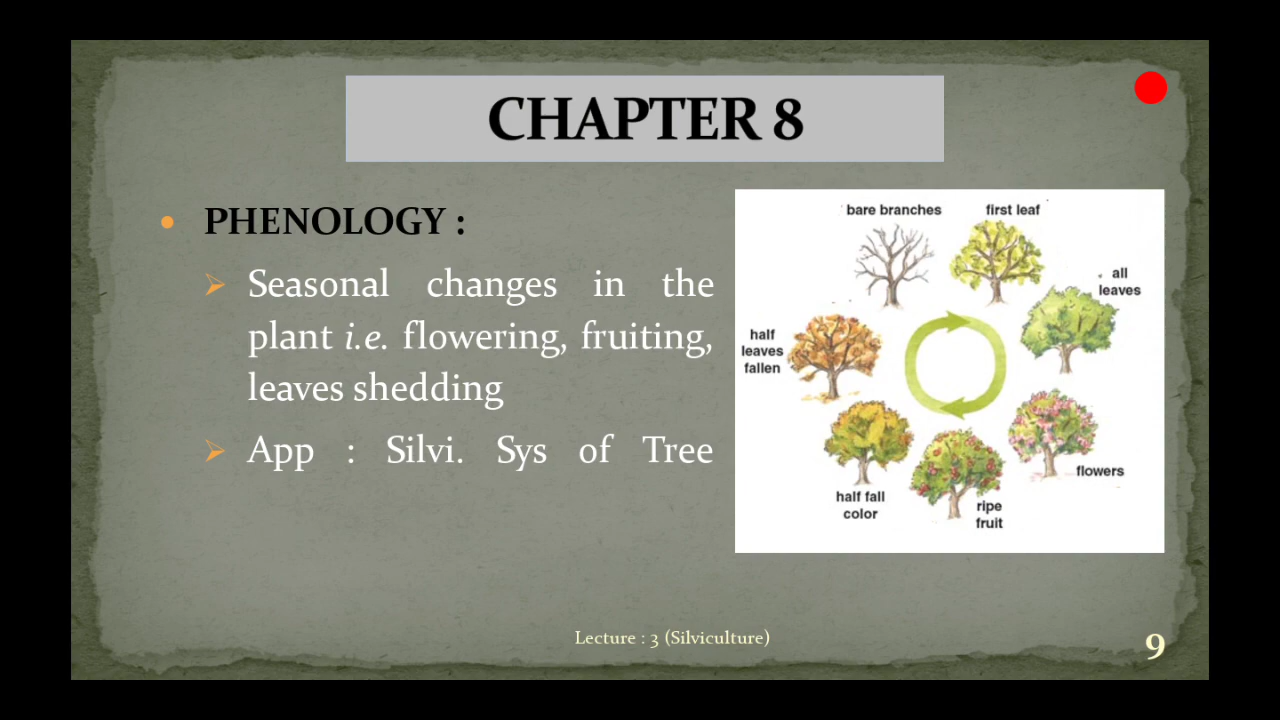 CHAPTER 8
PHENOLOGY :
Seasonal changes in the
plant i.e. flowering, fruiting,
leaves shedding
App : Silvi. Sys of Tree
bare branches
first leaf
all
leaves
flowers
ripe
fruit
half fall
color
half
leaves
fallen
Lecture : 3 (Silviculture)
9